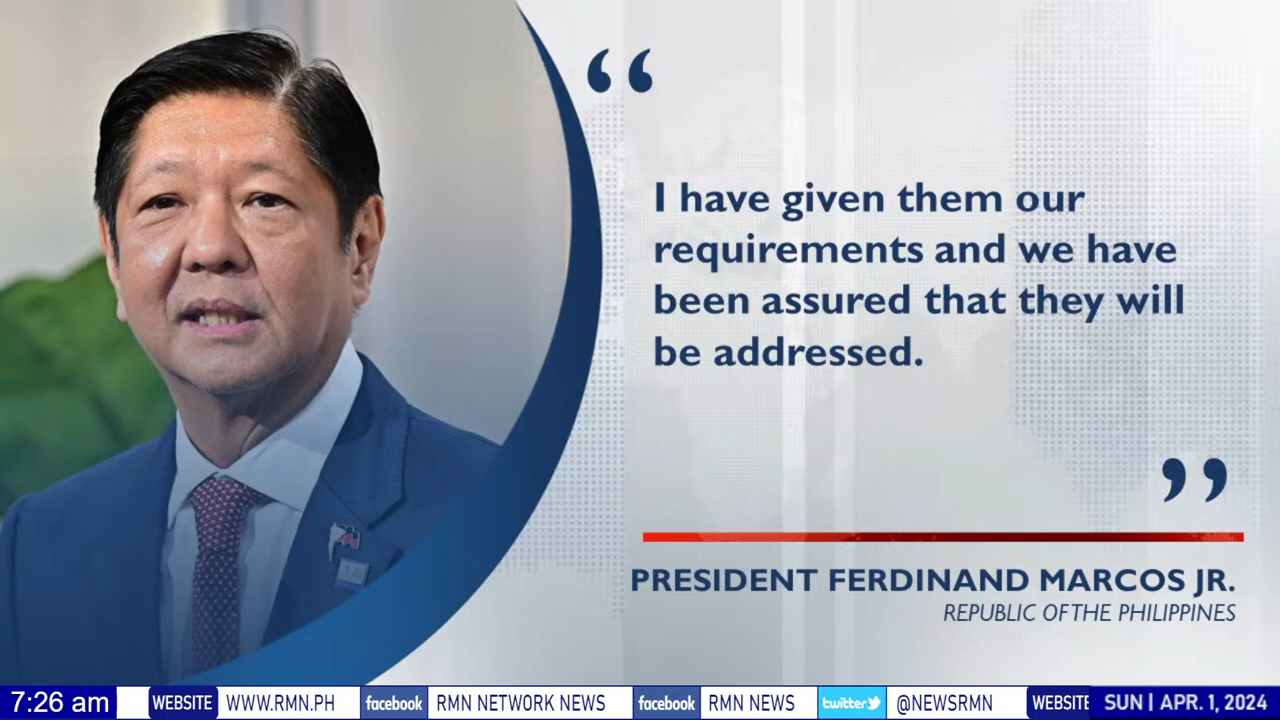 “
I have given them our
requirements and we have
been assured that they will
be addressed.
”
PRESIDENT FERDINAND MARCOS JR.
REPUBLIC OF THE PHILIPPINES
7:26 am WEBSITE WWW.RMN.PH facebook RMN NETWORK NEWS facebook RMN NEWS twitter @NEWSRMN WEBSITE SUN | APR. 1, 2024